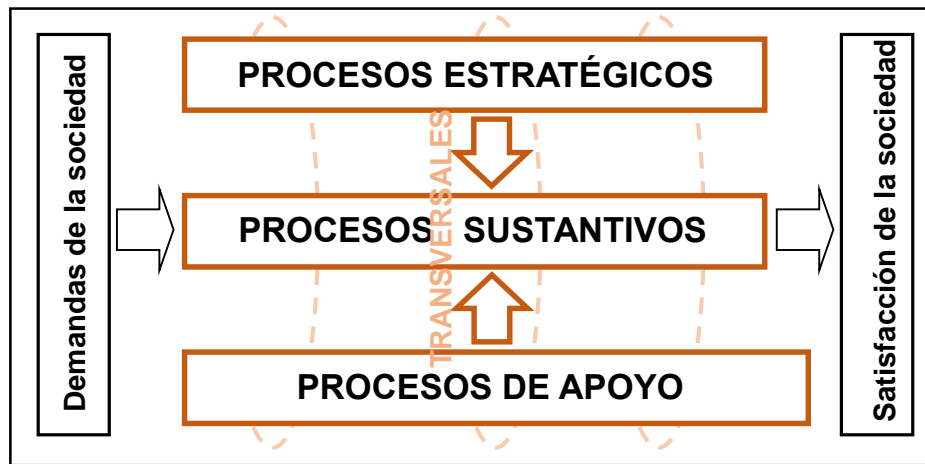 Demandas de la sociedad
PROCESOS ESTRATÉGICOS
TRANSVERSALES
PROCESOS SUSTANTIVOS
PROCESOS DE APOYO
Satisfacción de la sociedad